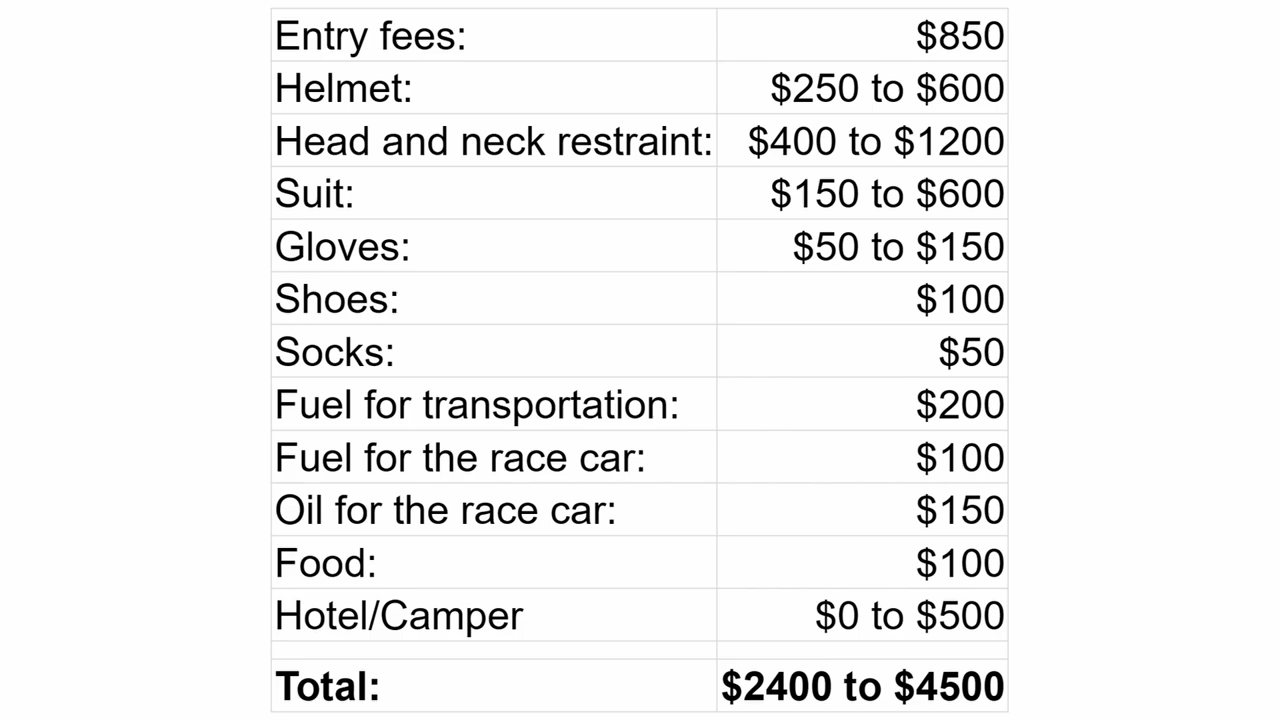 Entry fees: $850
Helmet: $250 to $600
Head and neck restraint: $400 to $1200
Suit: $150 to $600
Gloves: $50 to $150
Shoes: $100
Socks: $50
Fuel for transportation: $200
Fuel for the race car: $100
Oil for the race car: $150
Food: $100
Hotel/Camper $0 to $500
Total: $2400 to $4500